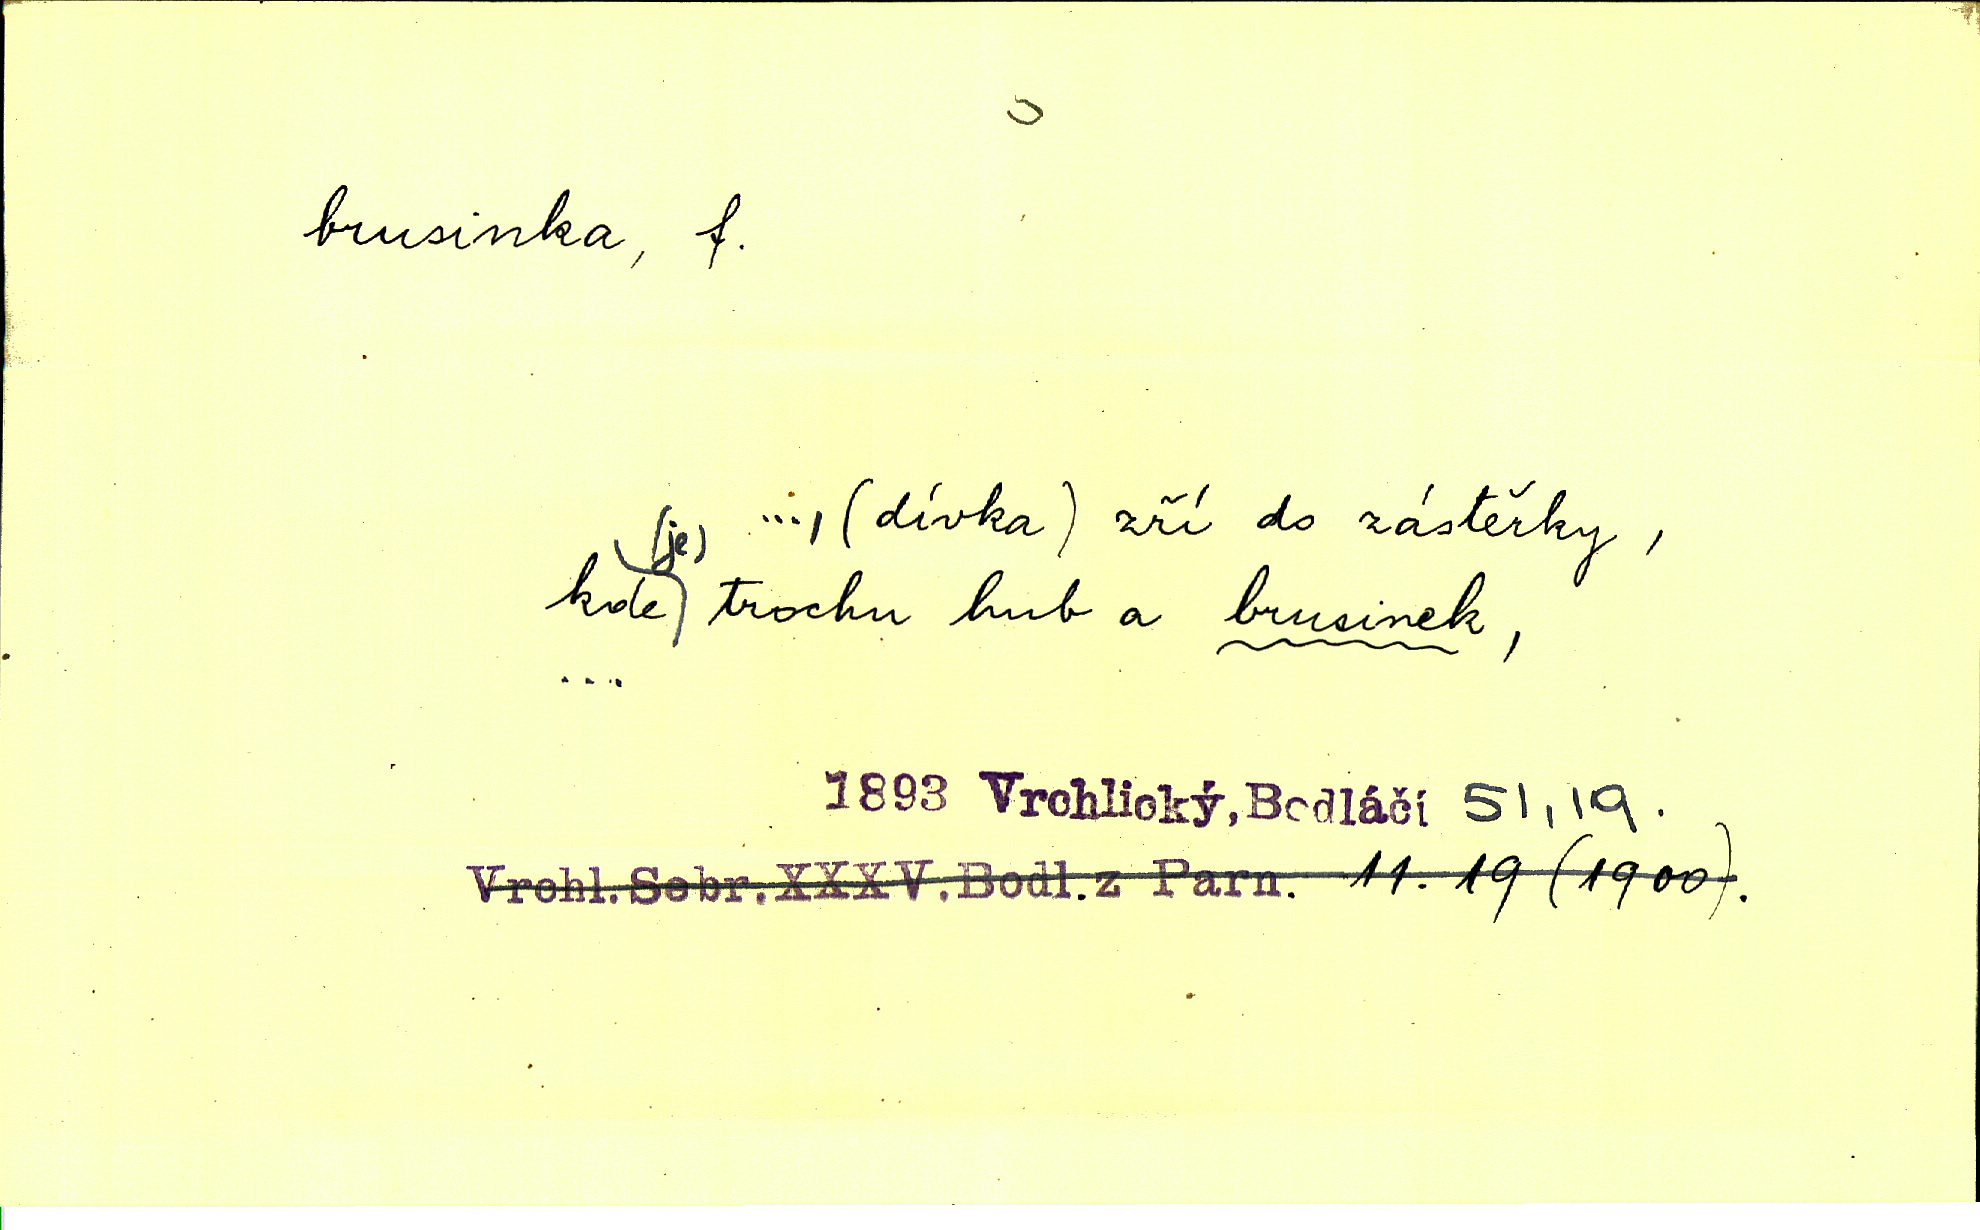 brusinka, f.
..., (dívka) zří do zástěřky,
kde (je) trochu hub a brusinek,
...
1893 Vrchlický, Bodláčí 51,19.
Vrchl. Sebr. XXXV. Bodl. z Parn. 11. 19 (1900).